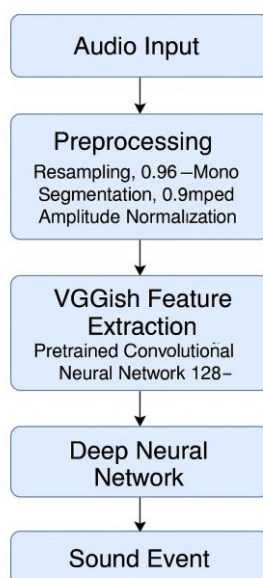 Audio Input
Preprocessing
Resampling, 0.96–Mono
Segmentation, 0.9mped
Amplitude Normalization
VGGish Feature
Extraction
Pretrained Convolutional
Neural Network 128–
Deep Neural
Network
Sound Event